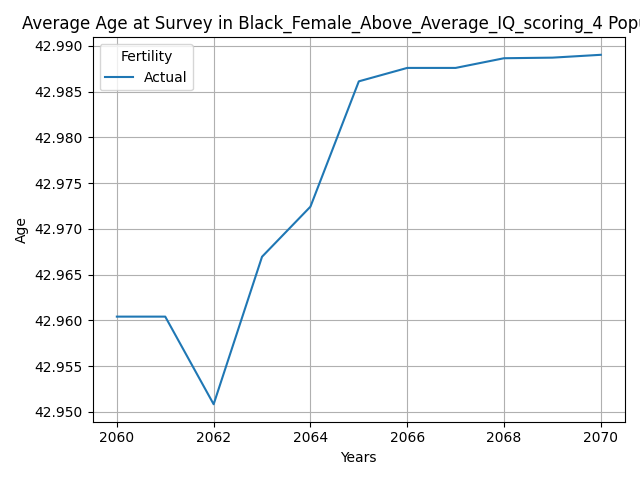 Average Age at Survey in Black_Female_Above_Average_IQ_scoring_4 Popu
42.990
42.985
42.980
42.975
42.970
42.965
42.960
42.955
42.950
Age
Fertility
Actual
2060 2062 2064 2066 2068 2070
Years